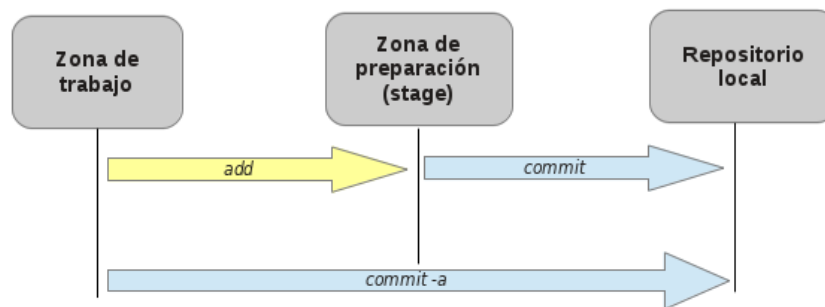 Zona de
trabajo
Zona de
preparación
(stage)
Repositorio
local
add
commit
commit -a